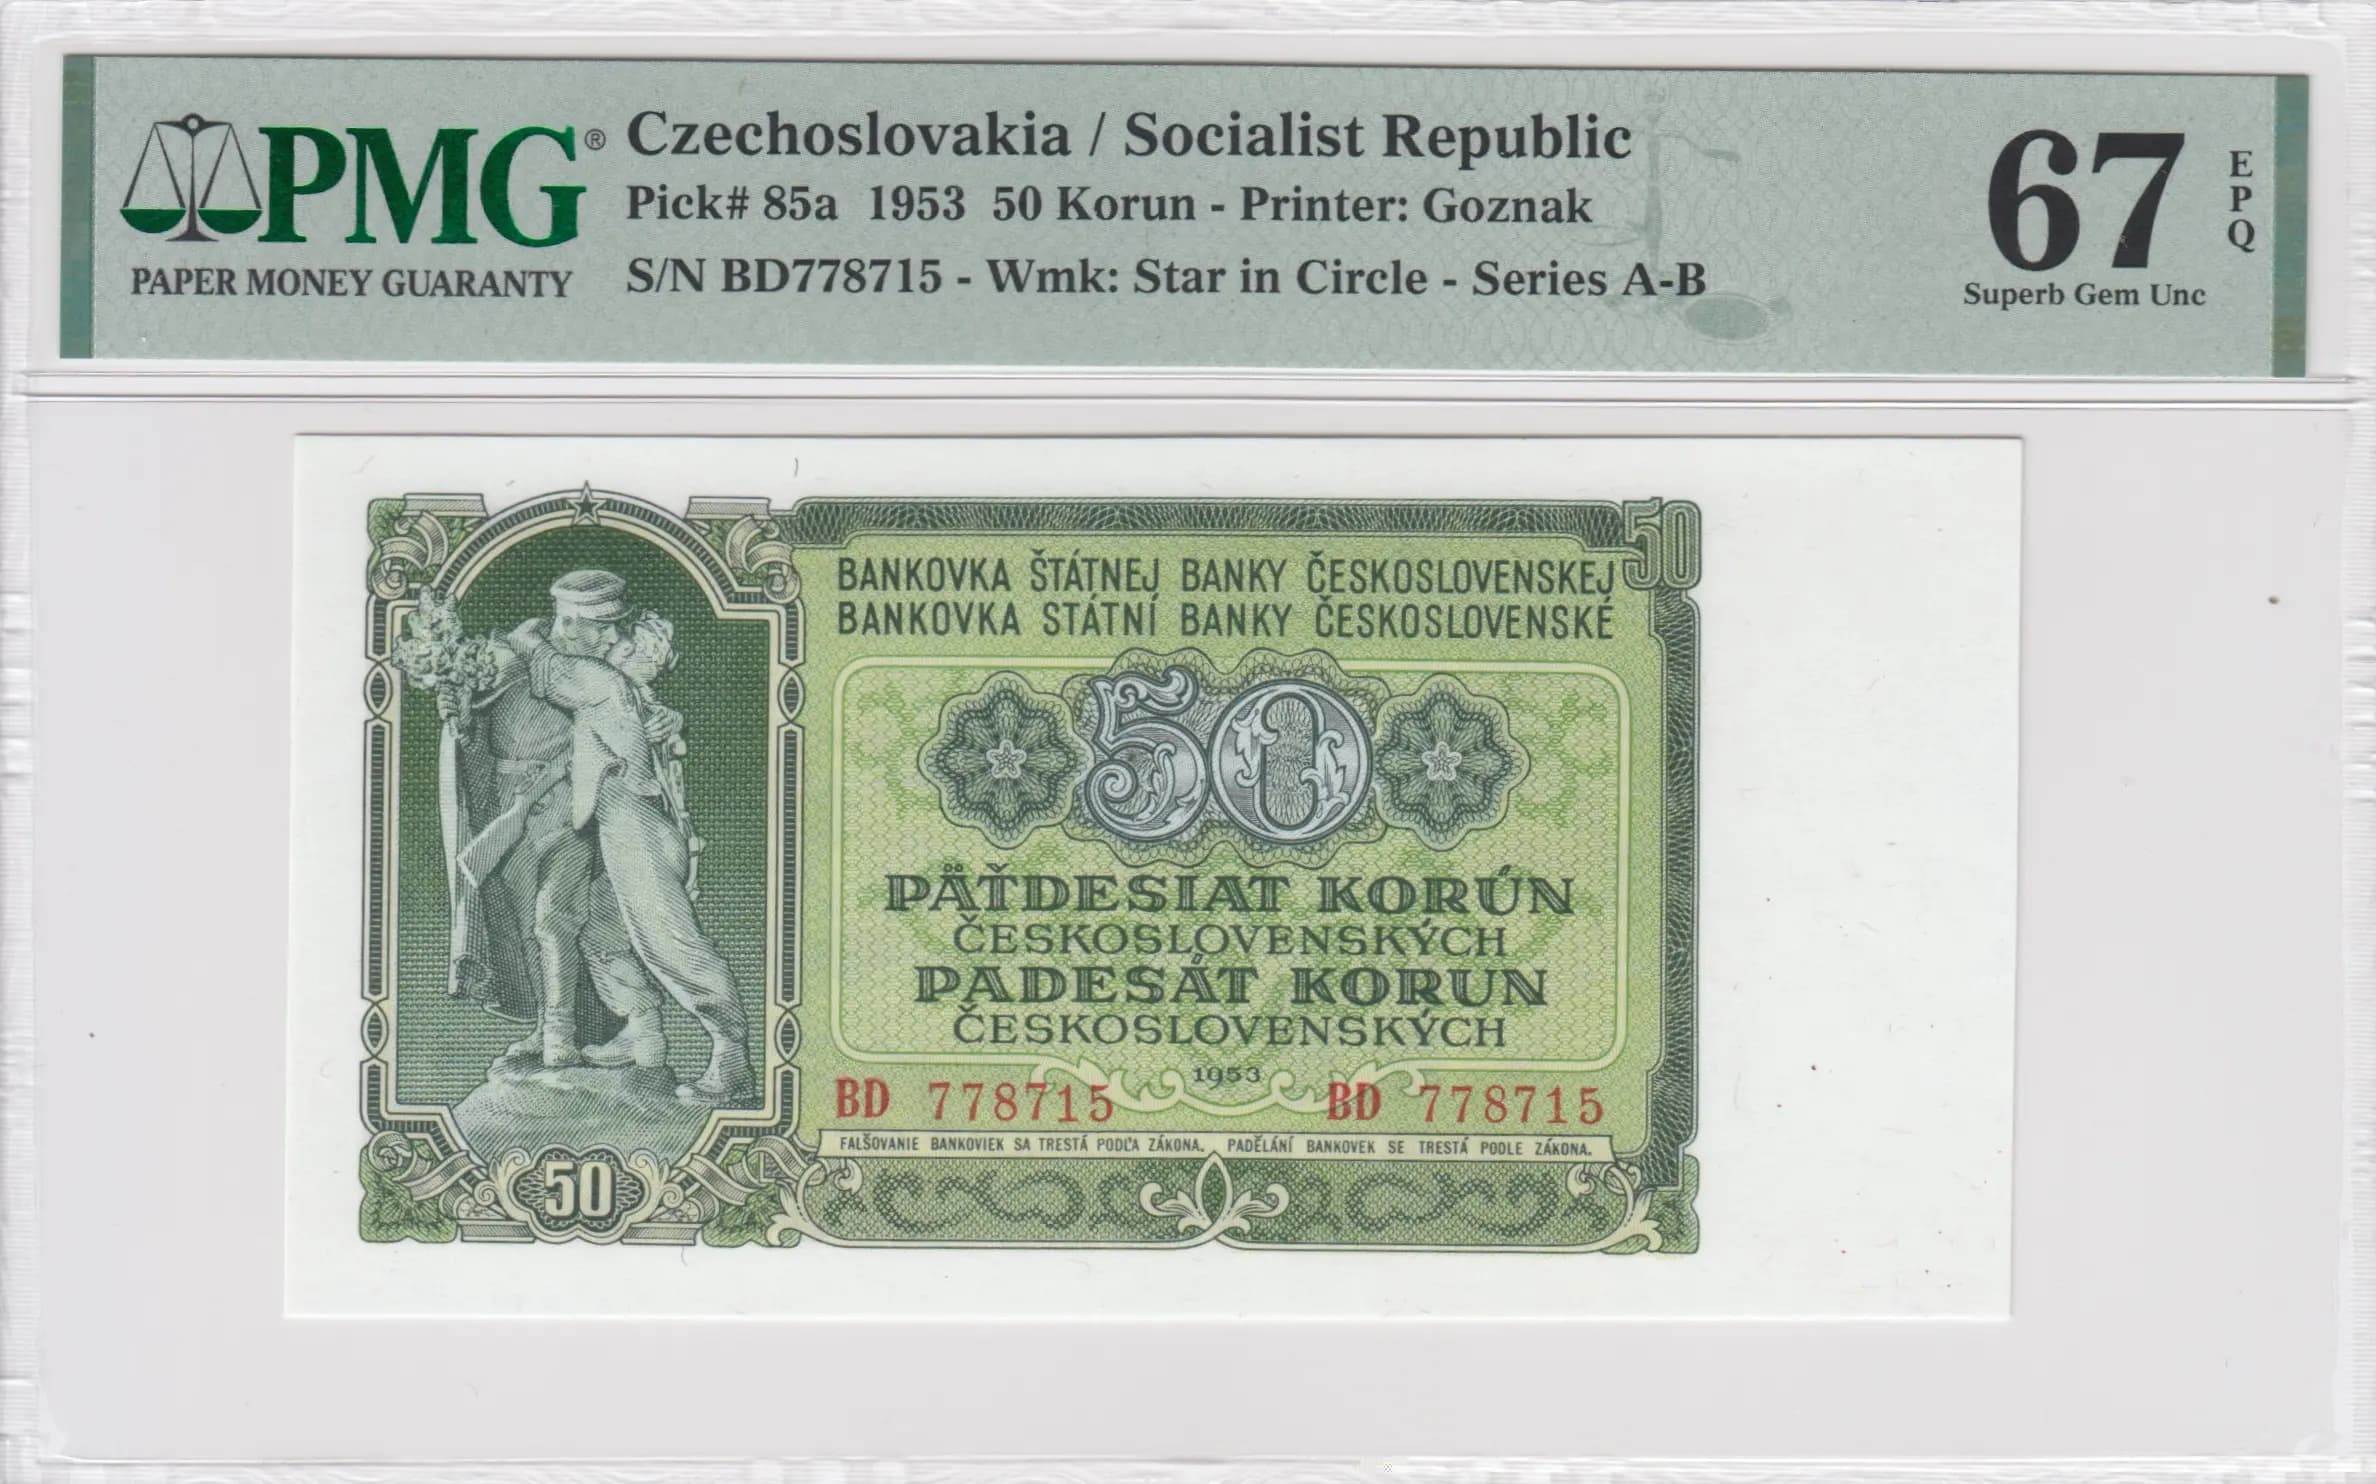 PMG®
PAPER MONEY GUARANTY
Czechoslovakia / Socialist Republic
Pick# 85a 1953 50 Korun - Printer: Goznak
S/N BD778715 - Wmk: Star in Circle - Series A-B
67
EPQ
Superb Gem Unc
50
BANKOVKA ŠTÁTNEJ BANKY ČESKOSLOVENSKEJ
BANKOVKA STÁTNÍ BANKY ČESKOSLOVENSKÉ
50
PÄŤDESIAT KORÚN
ČESKOSLOVENSKÝCH
PADESÁT KORUN
ČESKOSLOVENSKÝCH
1953
BD 778715 BD 778715
FALŠOVANIE BANKOVIEK SA TRESTÁ PODĽA ZÁKONA. PADĚLÁNÍ BANKOVEK SE TRESTÁ PODLE ZÁKONA.
50